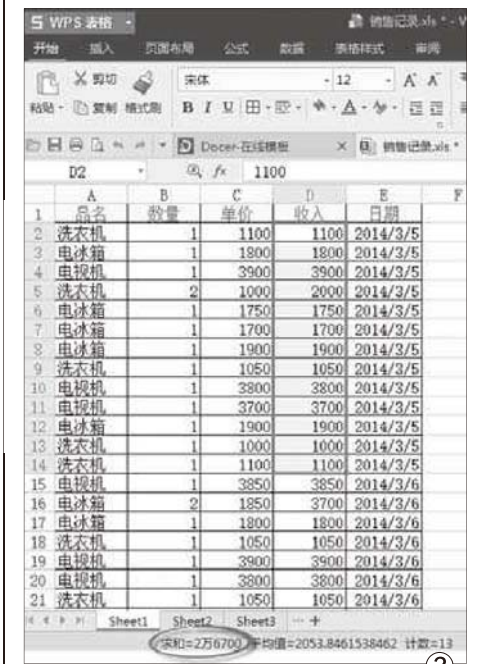 S WPS 表格
销售记录.xls * - V
开始 插入 页面布局 公式 数据 表格样式 审阅
剪切 宋体 12 A A
粘贴 复制 格式刷 B I U A
Docer-在线模板 × 销售记录.xls *
D2 fx 1100
A B C D E F
1 品名 数量 单价 收入 日期
2 洗衣机 1 1100 1100 2014/3/5
3 电冰箱 1 1800 1800 2014/3/5
4 电视机 1 3900 3900 2014/3/5
5 洗衣机 2 1000 2000 2014/3/5
6 电冰箱 1 1750 1750 2014/3/5
7 电冰箱 1 1700 1700 2014/3/5
8 电冰箱 1 1900 1900 2014/3/5
9 洗衣机 1 1050 1050 2014/3/5
10 电视机 1 3800 3800 2014/3/5
11 电视机 1 3700 3700 2014/3/5
12 电冰箱 1 1900 1900 2014/3/5
13 洗衣机 1 1000 1000 2014/3/5
14 洗衣机 1 1100 1100 2014/3/5
15 电视机 1 3850 3850 2014/3/6
16 电冰箱 2 1850 3700 2014/3/6
17 电冰箱 1 1800 1800 2014/3/6
18 洗衣机 1 1050 1050 2014/3/6
19 电视机 1 3900 3900 2014/3/6
20 电视机 1 3800 3800 2014/3/6
21 洗衣机 1 1050 1050 2014/3/6
Sheet1 Sheet2 Sheet3 ··· +
求和=2万6700 平均值=2053.8461538462 计数=13